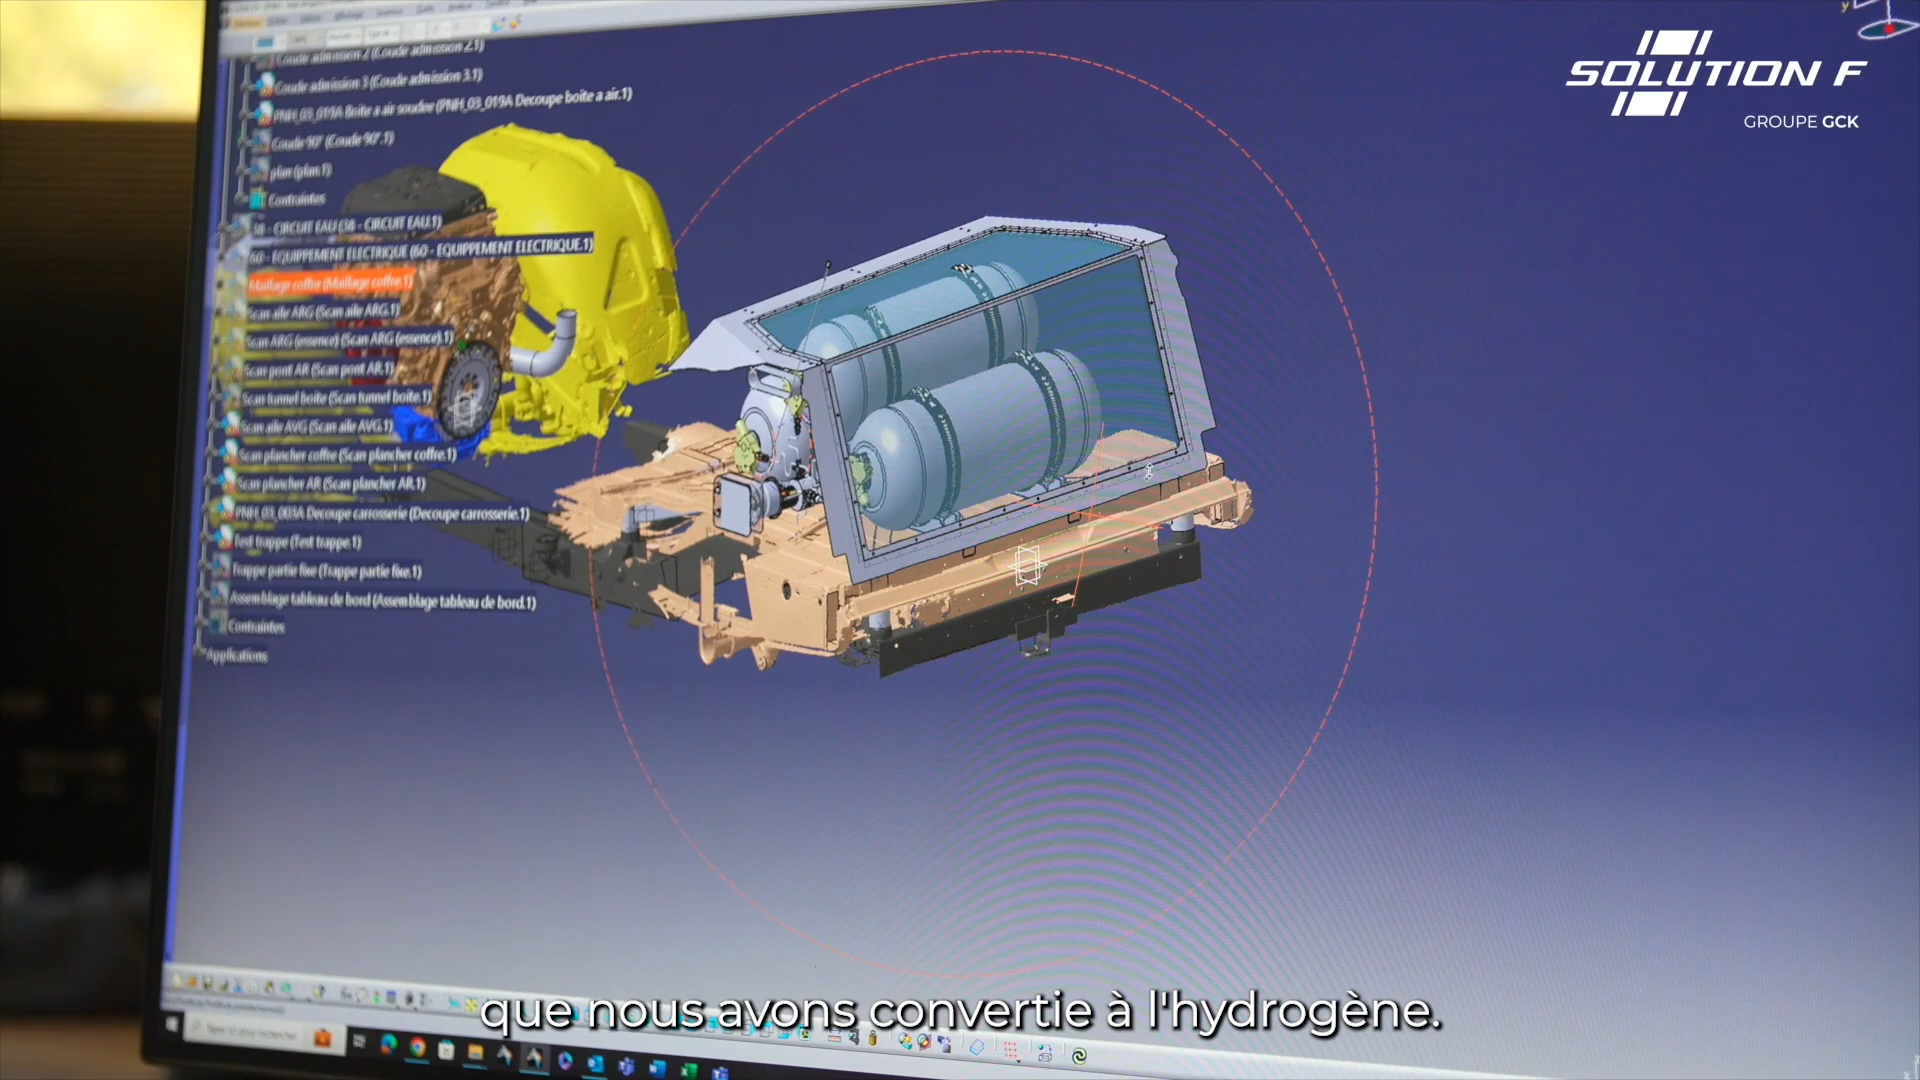 SOLUTION F
GROUPE GCK
Coude admission 2 (Coude admission 2.1)
Coude admission 3 (Coude admission 3.1)
PNH_03_019A Boite a air soudee (PNH_03_019A Decoupe boite a air.1)
Coude 90° (Coude 90°.1)
plan (plan.1)
Contraintes
38 - CIRCUIT EAU (38 - CIRCUIT EAU.1)
60 - EQUIPPEMENT ELECTRIQUE (60 - EQUIPPEMENT ELECTRIQUE.1)
Maillage coffre (Maillage coffre.1)
Scan aile ARG (Scan aile ARG.1)
Scan ARG (essence) (Scan ARG (essence).1)
Scan pont AR (Scan pont AR.1)
Scan tunnel boite (Scan tunnel boite.1)
Scan aile AVG (Scan aile AVG.1)
Scan plancher coffre (Scan plancher coffre.1)
Scan plancher AR (Scan plancher AR.1)
PNH_03_003A Decoupe carrosserie (Decoupe carrosserie.1)
Test trappe (Test trappe.1)
Trappe partie fixe (Trappe partie fixe.1)
Assemblage tableau de bord (Assemblage tableau de bord.1)
Contraintes
Applications
que nous avons convertie à l'hydrogène.